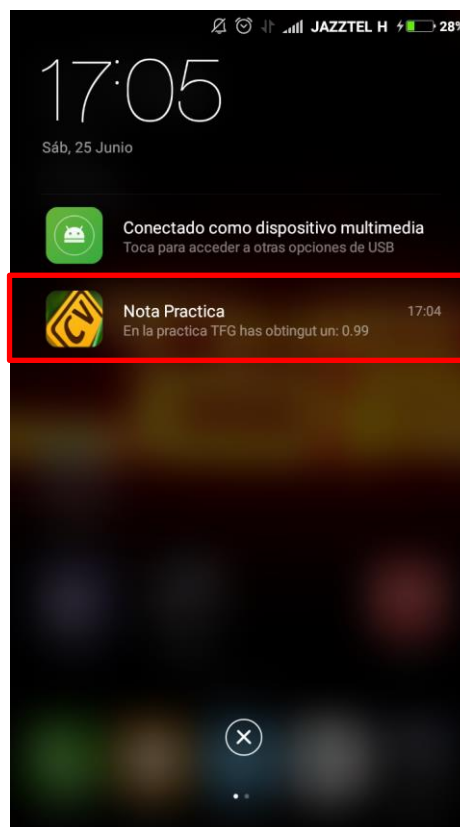 JAZZTEL H 28%
17:05
Sáb, 25 Junio
Conectado como dispositivo multimedia
Toca para acceder a otras opciones de USB
CV
Nota Practica 17:04
En la practica TFG has obtingut un: 0.99